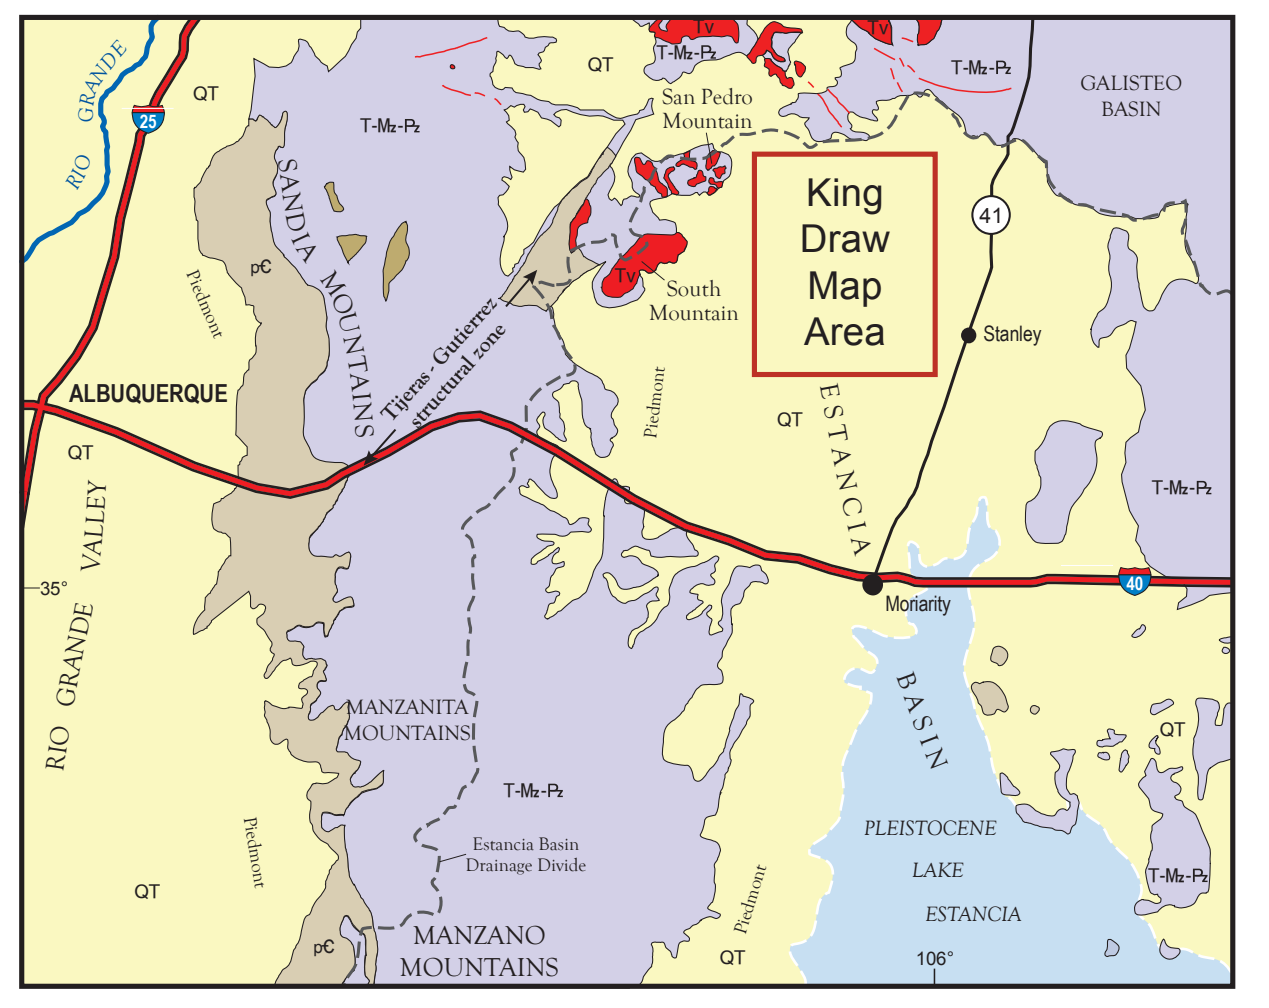 RIO GRANDE
25
QT
T-Mz-Pz
QT
Tv
T-Mz-Pz
Tv
T-Mz-Pz
GALISTEO
BASIN
San Pedro
Mountain
King
Draw
Map
Area
41
SANDIA MOUNTAINS
Piedmont
p€
Tv
South
Mountain
Stanley
Tijeras - Gutierrez
structural zone
ALBUQUERQUE
Piedmont
QT
ESTANCIA
BASIN
QT
T-Mz-Pz
RIO GRANDE VALLEY
35°
40
Moriarity
MANZANITA
MOUNTAINS
QT
T-Mz-Pz
Piedmont
Estancia Basin
Drainage Divide
PLEISTOCENE
LAKE
ESTANCIA
T-Mz-Pz
QT
Piedmont
p€
MANZANO
MOUNTAINS
QT
106°